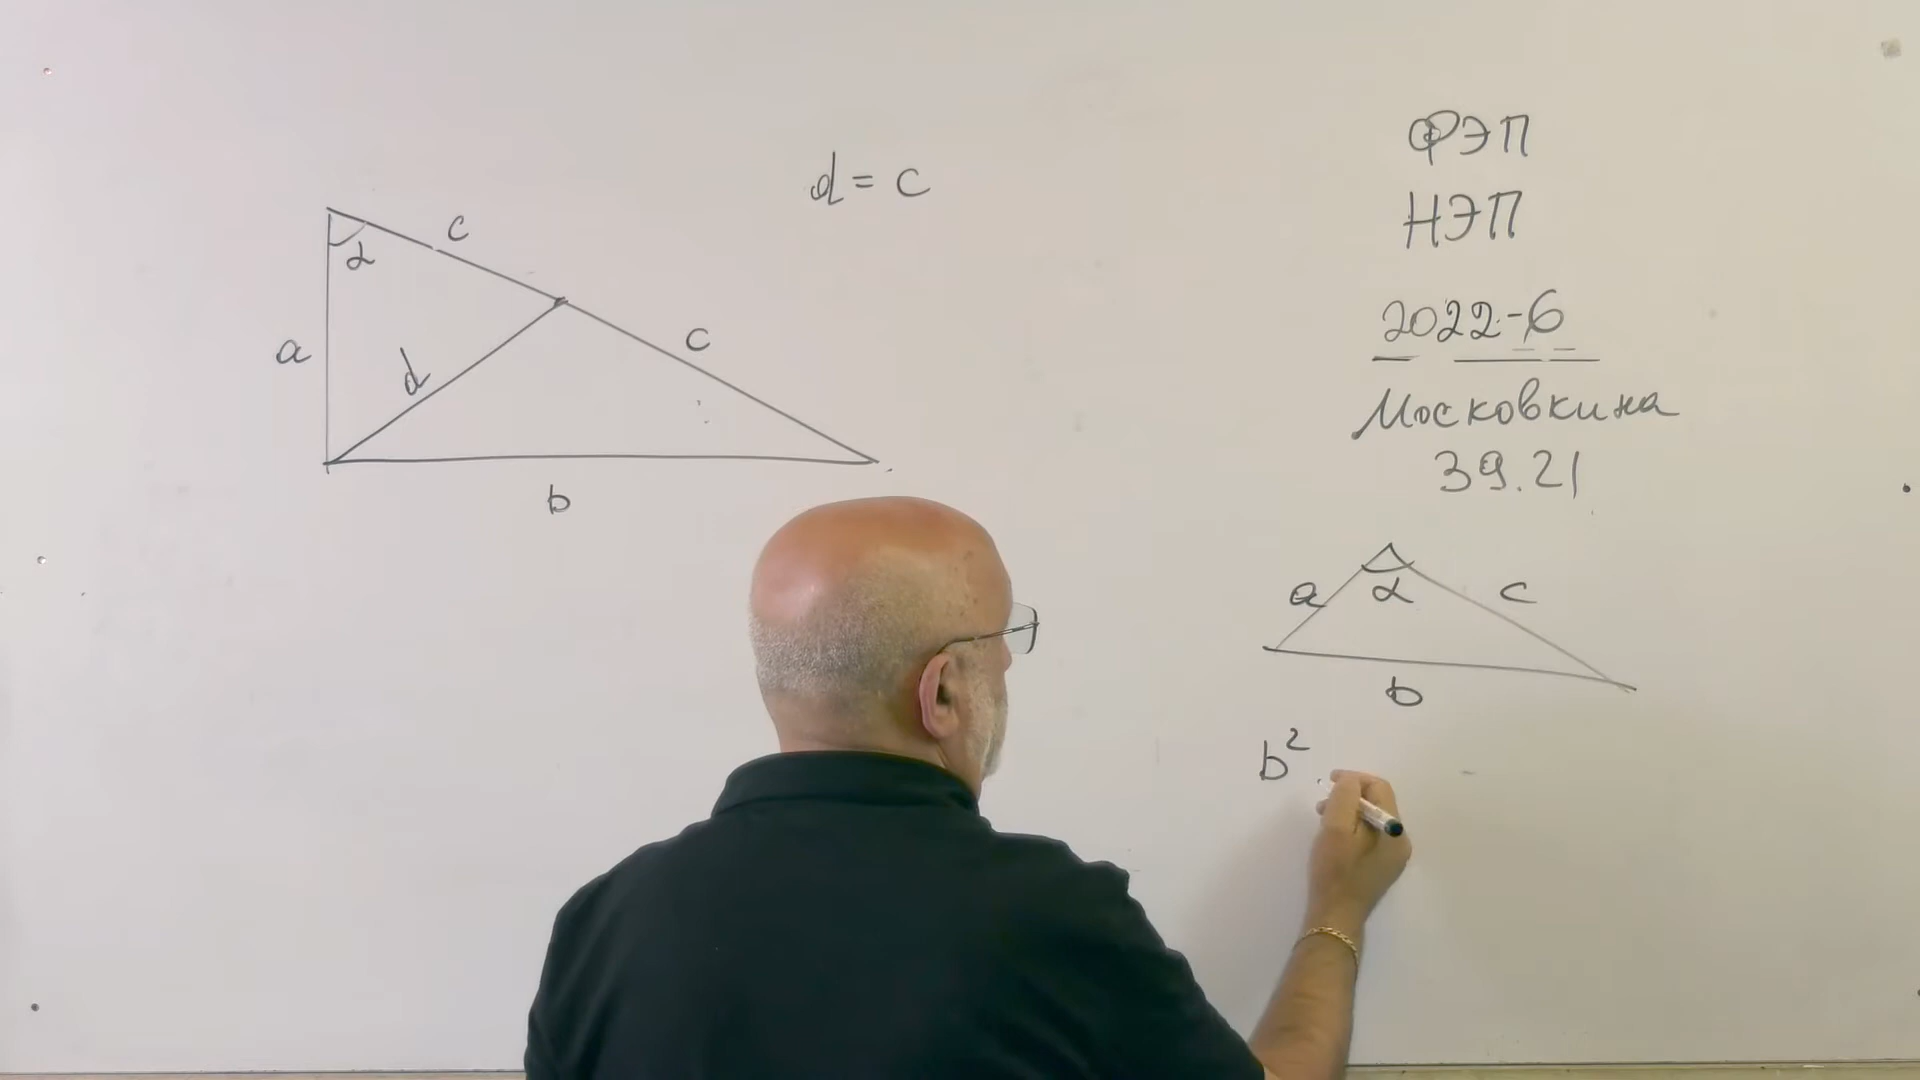 d = c
c
α
a
d
c
b
ФЭП
НЭП
2022-6
Московкина
39.21
a α c
b
b²